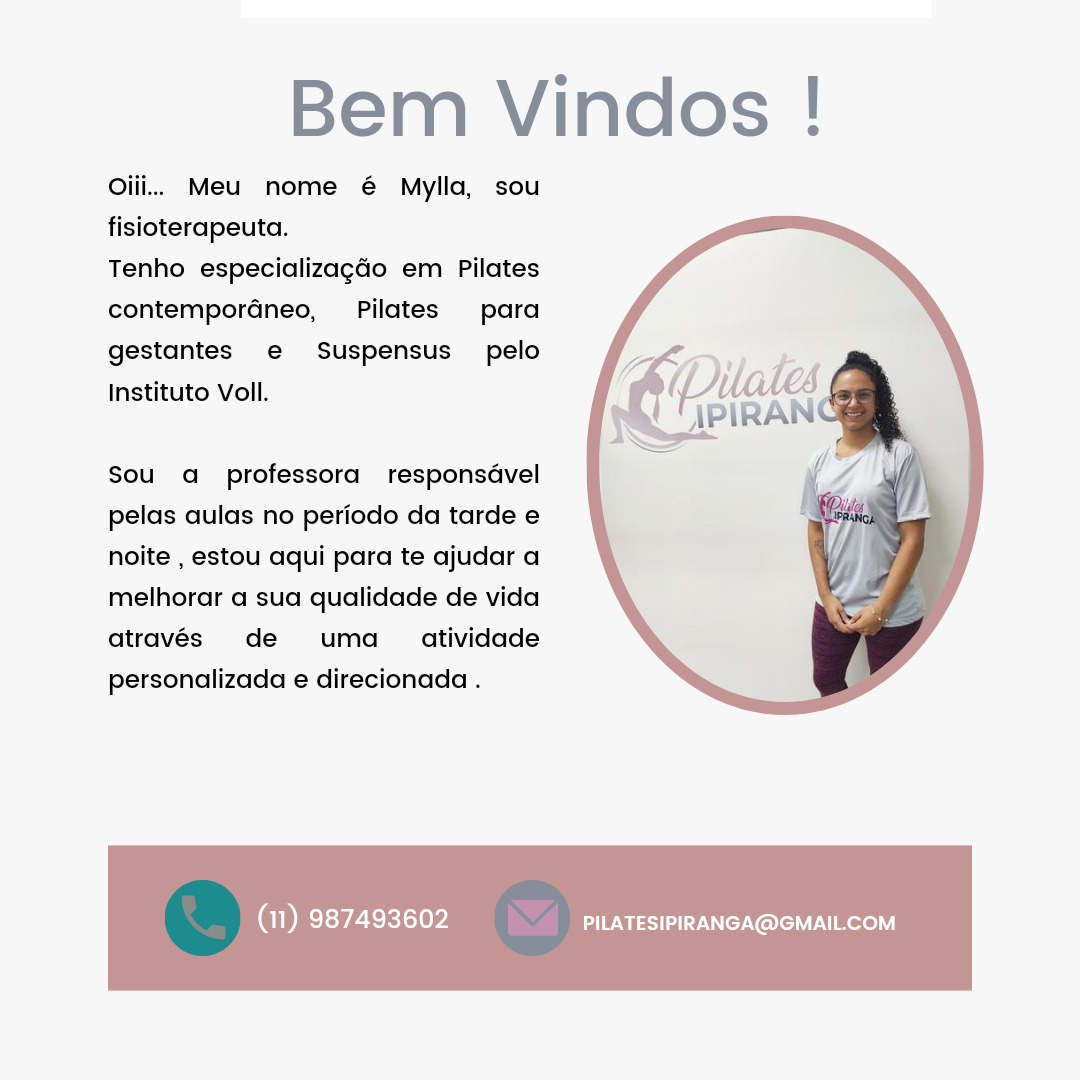 Bem Vindos !
Oiii... Meu nome é Mylla, sou
fisioterapeuta.
Tenho especialização em Pilates
contemporâneo, Pilates para
gestantes e Suspensus pelo
Instituto Voll.
Sou a professora responsável
pelas aulas no período da tarde e
noite , estou aqui para te ajudar a
melhorar a sua qualidade de vida
através de uma atividade
personalizada e direcionada .
Pilates
IPIRANG
Pilates
IPIRANGA
(11) 987493602
PILATESIPIRANGA@GMAIL.COM